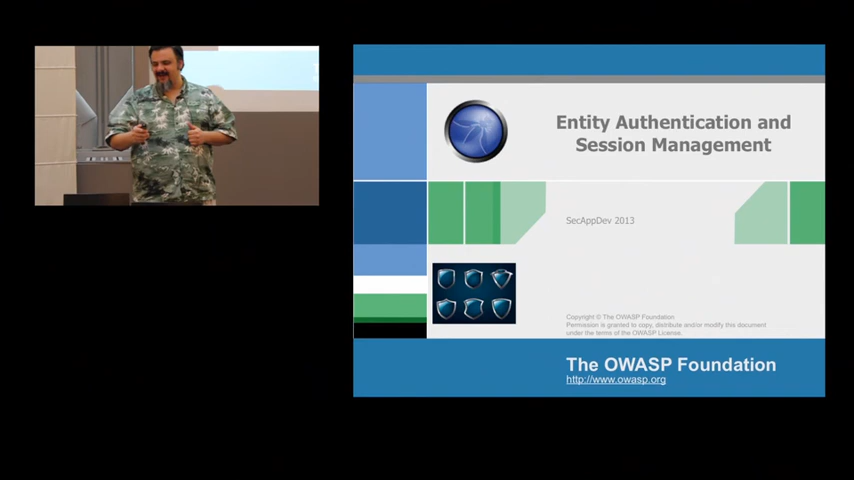 Entity Authentication and
Session Management
SecAppDev 2013
Copyright © The OWASP Foundation
Permission is granted to copy, distribute and/or modify this document
under the terms of the OWASP License.
The OWASP Foundation
http://www.owasp.org